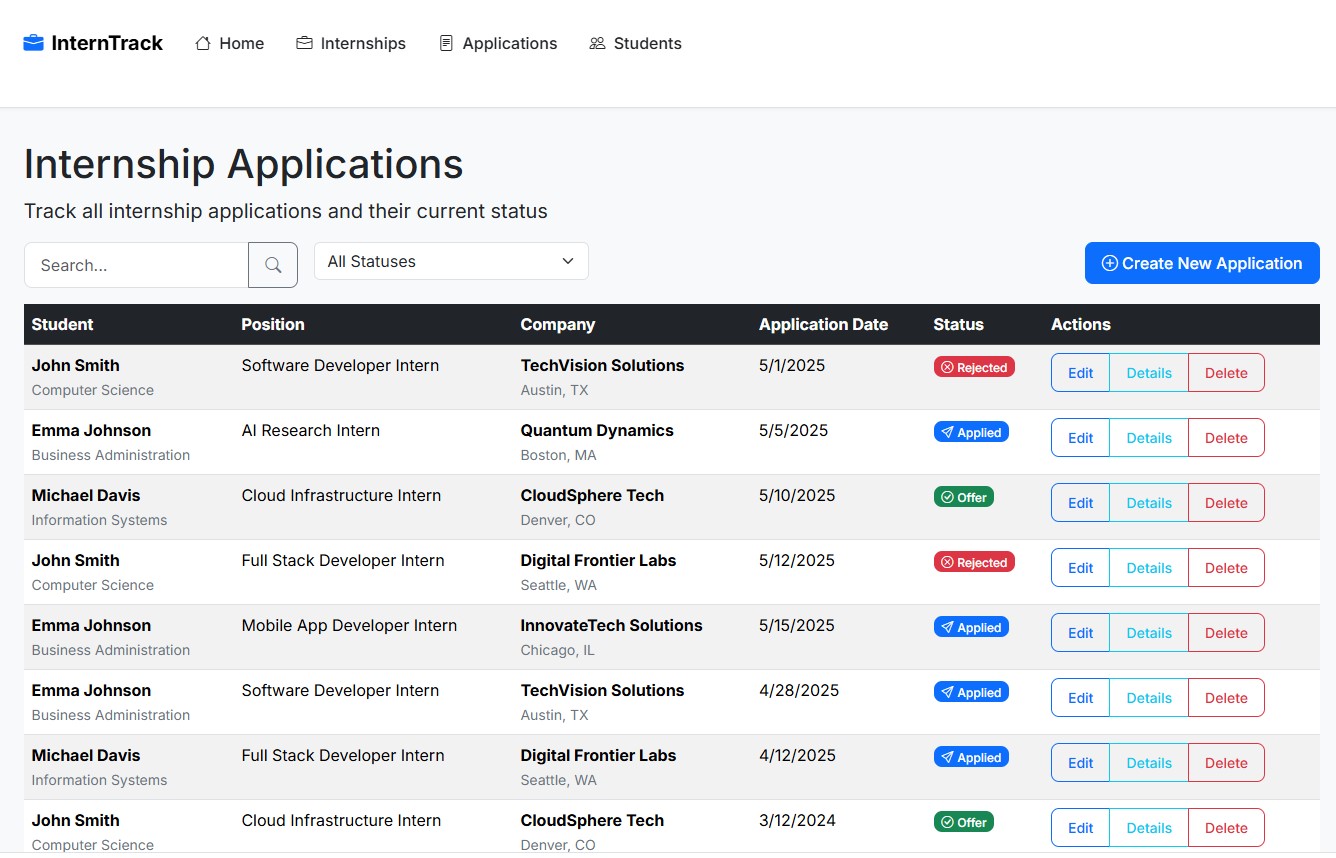 InternTrack Home Internships Applications Students
Internship Applications
Track all internship applications and their current status
Search... All Statuses Create New Application
Student Position Company Application Date Status Actions
John Smith Software Developer Intern TechVision Solutions 5/1/2025 Rejected Edit Details Delete
Computer Science Austin, TX
Emma Johnson AI Research Intern Quantum Dynamics 5/5/2025 Applied Edit Details Delete
Business Administration Boston, MA
Michael Davis Cloud Infrastructure Intern CloudSphere Tech 5/10/2025 Offer Edit Details Delete
Information Systems Denver, CO
John Smith Full Stack Developer Intern Digital Frontier Labs 5/12/2025 Rejected Edit Details Delete
Computer Science Seattle, WA
Emma Johnson Mobile App Developer Intern InnovateTech Solutions 5/15/2025 Applied Edit Details Delete
Business Administration Chicago, IL
Emma Johnson Software Developer Intern TechVision Solutions 4/28/2025 Applied Edit Details Delete
Business Administration Austin, TX
Michael Davis Full Stack Developer Intern Digital Frontier Labs 4/12/2025 Applied Edit Details Delete
Information Systems Seattle, WA
John Smith Cloud Infrastructure Intern CloudSphere Tech 3/12/2024 Offer Edit Details Delete
Computer Science Denver, CO